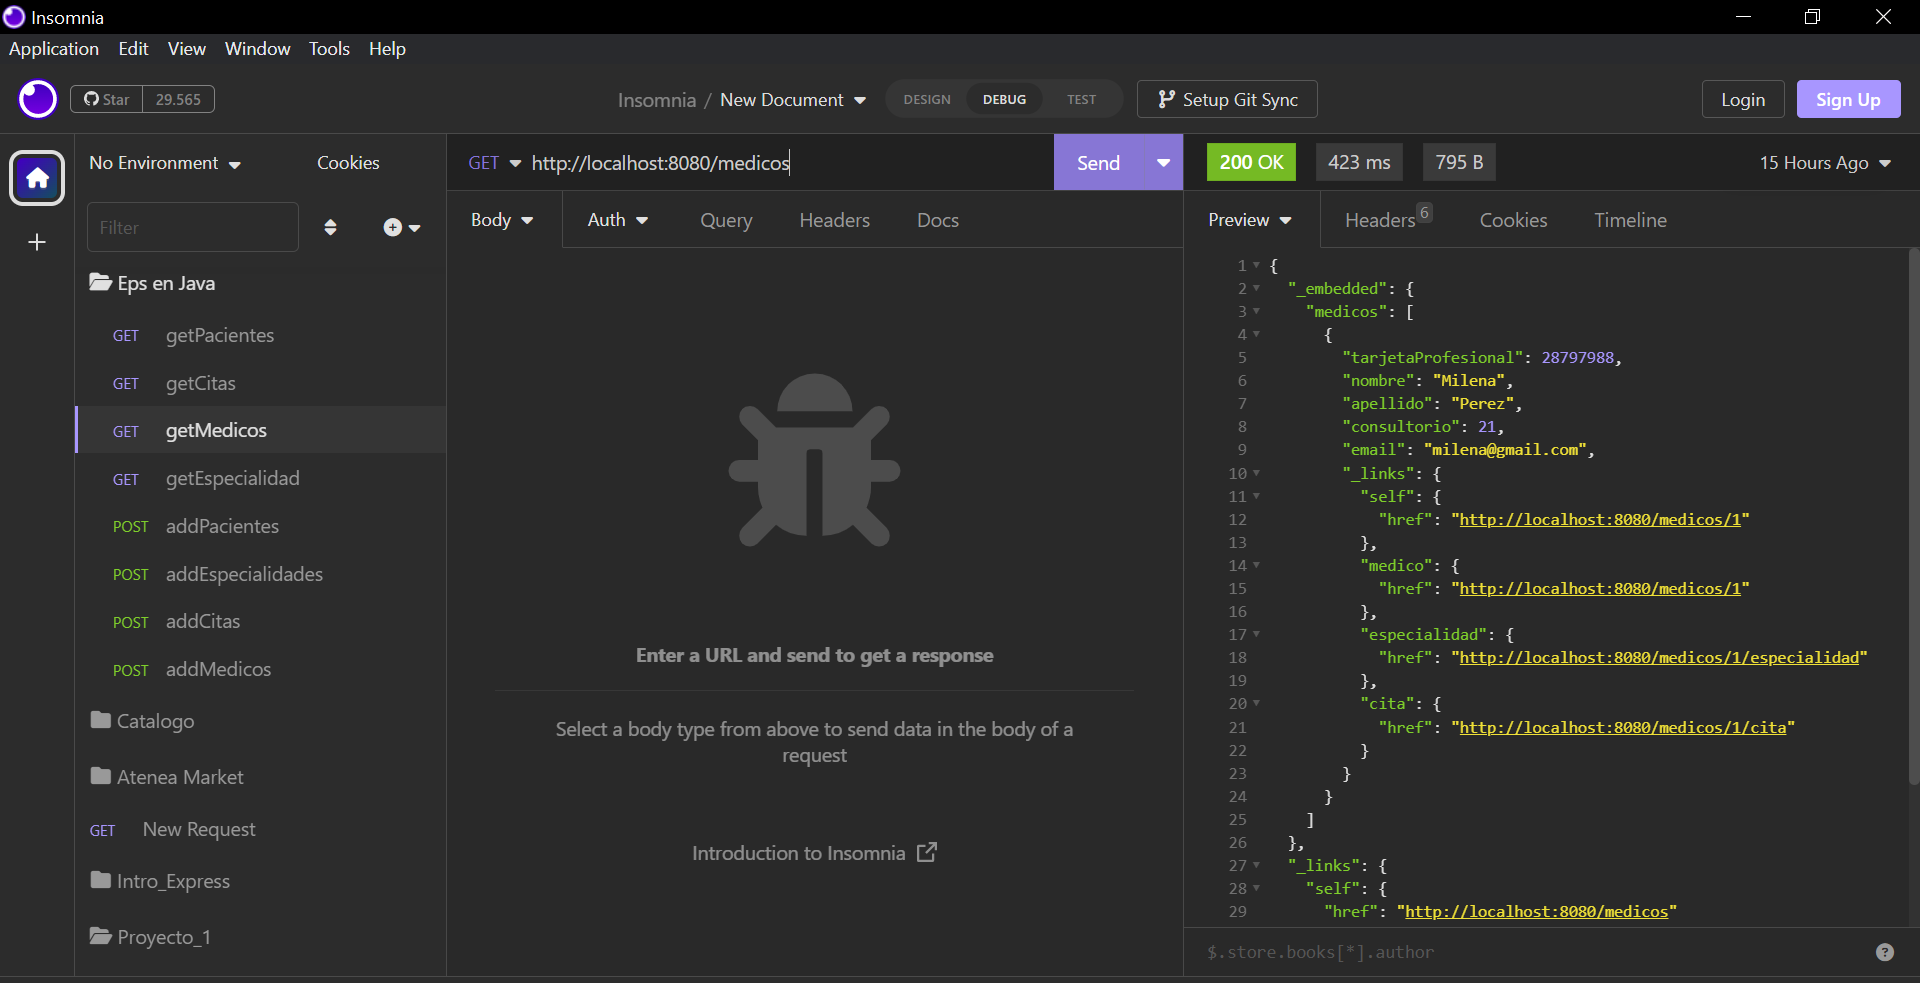 Insomnia
Application Edit View Window Tools Help
Star 29.565
Insomnia / New Document
DESIGN DEBUG TEST
Setup Git Sync
Login
Sign Up
No Environment
Cookies
Filter
Eps en Java
GET getPacientes
GET getCitas
GET getMedicos
GET getEspecialidad
POST addPacientes
POST addEspecialidades
POST addCitas
POST addMedicos
Catalogo
Atenea Market
GET New Request
Intro_Express
Proyecto_1
GET http://localhost:8080/medicos
Send
Body Auth Query Headers Docs
Enter a URL and send to get a response
Select a body type from above to send data in the body of a
request
Introduction to Insomnia
200 OK 423 ms 795 B
15 Hours Ago
Preview Headers 6 Cookies Timeline
1 {
2 "_embedded": {
3 "medicos": [
4 {
5 "tarjetaProfesional": 28797988,
6 "nombre": "Milena",
7 "apellido": "Perez",
8 "consultorio": 21,
9 "email": "milena@gmail.com",
10 "_links": {
11 "self": {
12 "href": "http://localhost:8080/medicos/1"
13 },
14 "medico": {
15 "href": "http://localhost:8080/medicos/1"
16 },
17 "especialidad": {
18 "href": "http://localhost:8080/medicos/1/especialidad"
19 },
20 "cita": {
21 "href": "http://localhost:8080/medicos/1/cita"
22 }
23 }
24 }
25 ]
26 },
27 "_links": {
28 "self": {
29 "href": "http://localhost:8080/medicos"
$.store.books[*].author
?